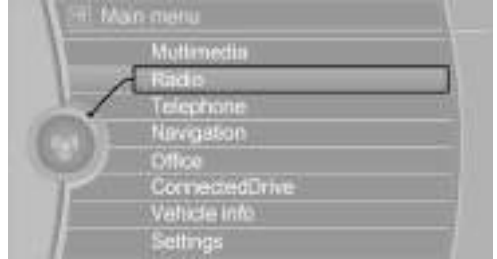 Main menu
Multimedia
Radio
Telephone
Navigation
Office
ConnectedDrive
Vehicle info
Settings